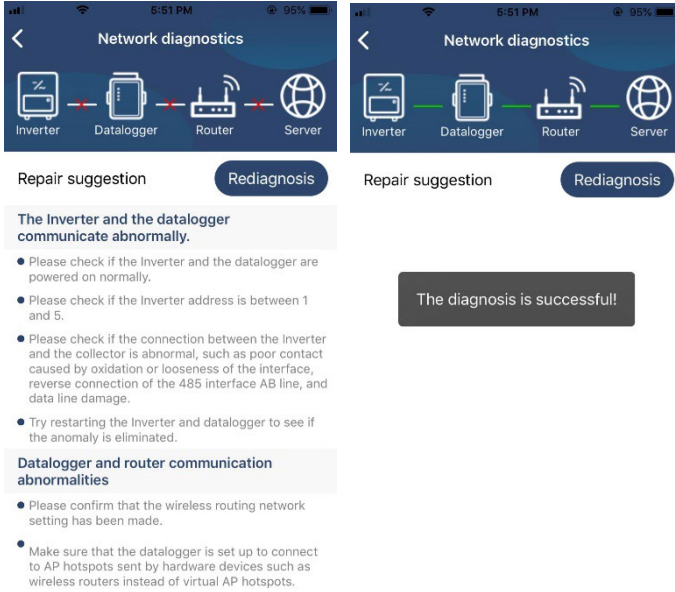 5:51 PM
95%
Network diagnostics
Inverter
Datalogger
Router
Server
Repair suggestion
Rediagnosis
The Inverter and the datalogger
communicate abnormally.
Please check if the Inverter and the datalogger are
powered on normally.
Please check if the Inverter address is between 1
and 5.
Please check if the connection between the Inverter
and the collector is abnormal, such as poor contact
caused by oxidation or looseness of the interface,
reverse connection of the 485 interface AB line, and
data line damage.
Try restarting the Inverter and datalogger to see if
the anomaly is eliminated.
Datalogger and router communication
abnormalities
Please confirm that the wireless routing network
setting has been made.
Make sure that the datalogger is set up to connect
to AP hotspots sent by hardware devices such as
wireless routers instead of virtual AP hotspots.
5:51 PM
95%
Network diagnostics
Inverter
Datalogger
Router
Server
Repair suggestion
Rediagnosis
The diagnosis is successful!